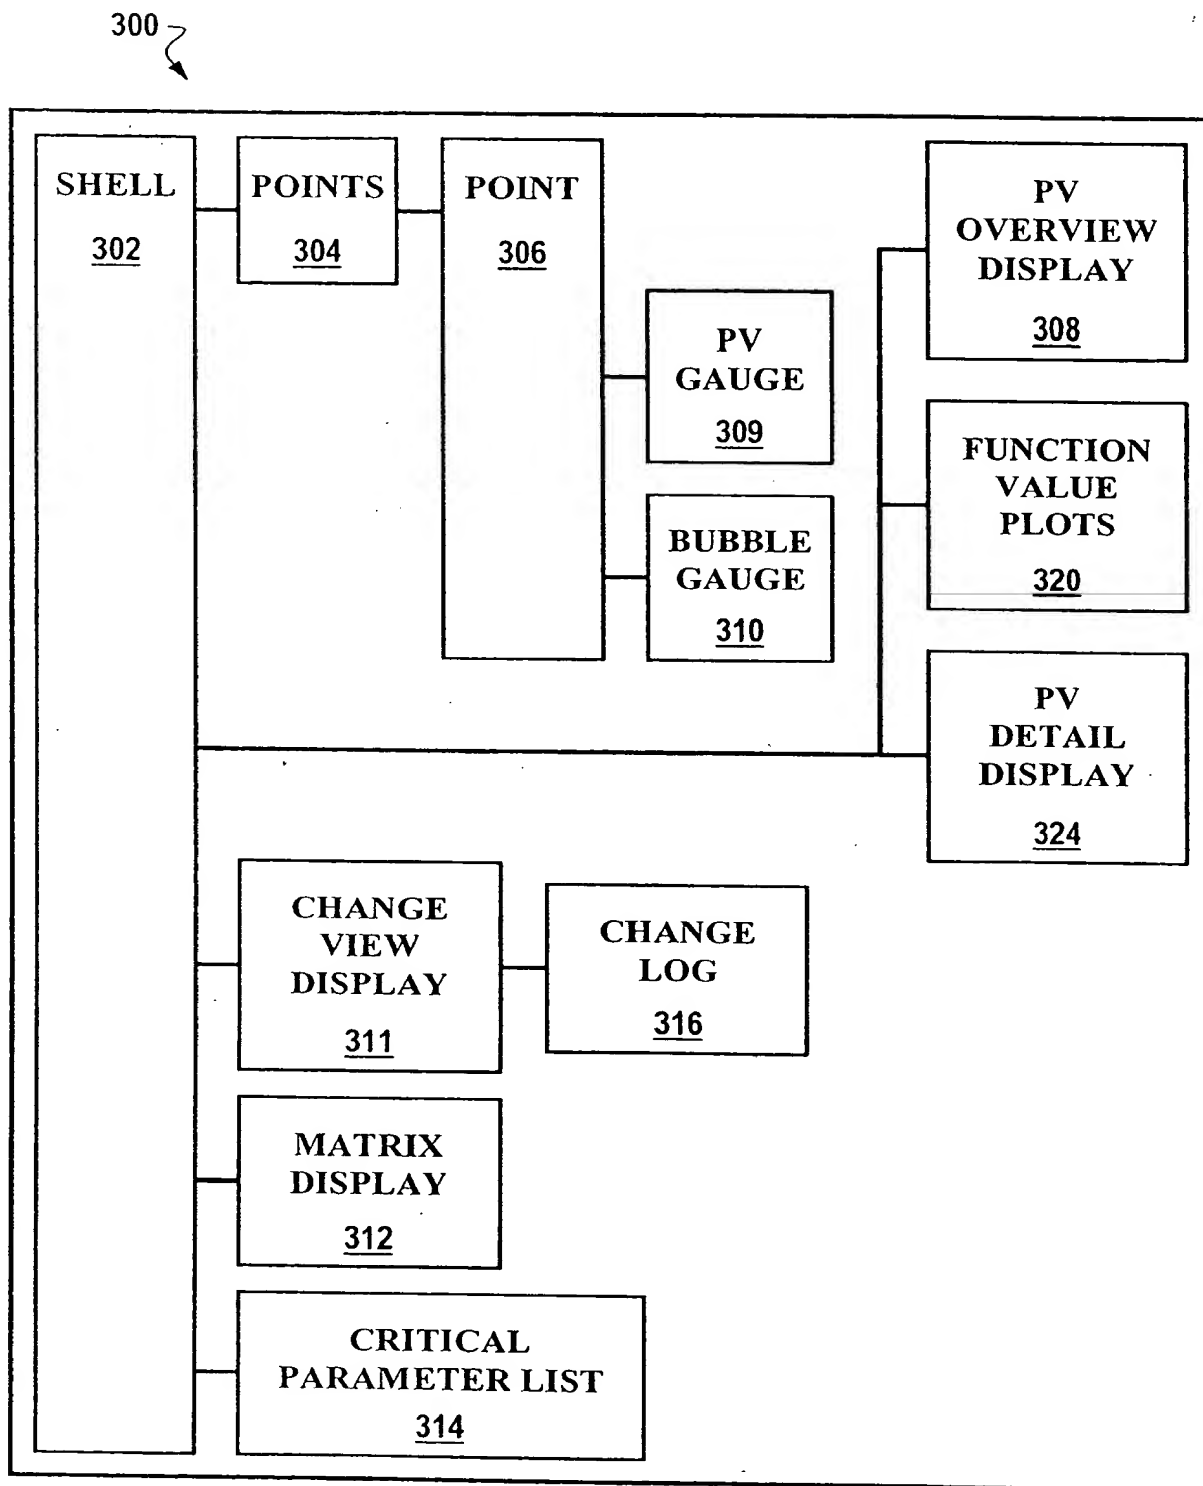 300
SHELL
302
POINTS
304
POINT
306
PV
GAUGE
309
BUBBLE
GAUGE
310
PV
OVERVIEW
DISPLAY
308
FUNCTION
VALUE
PLOTS
320
PV
DETAIL
DISPLAY
324
CHANGE
VIEW
DISPLAY
311
CHANGE
LOG
316
MATRIX
DISPLAY
312
CRITICAL
PARAMETER LIST
314